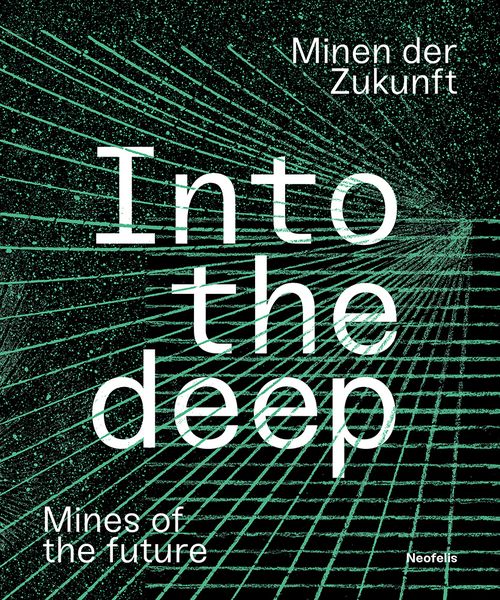 Minen der
Zukunft
Into
the
deep
Mines of
the future
Neofelis